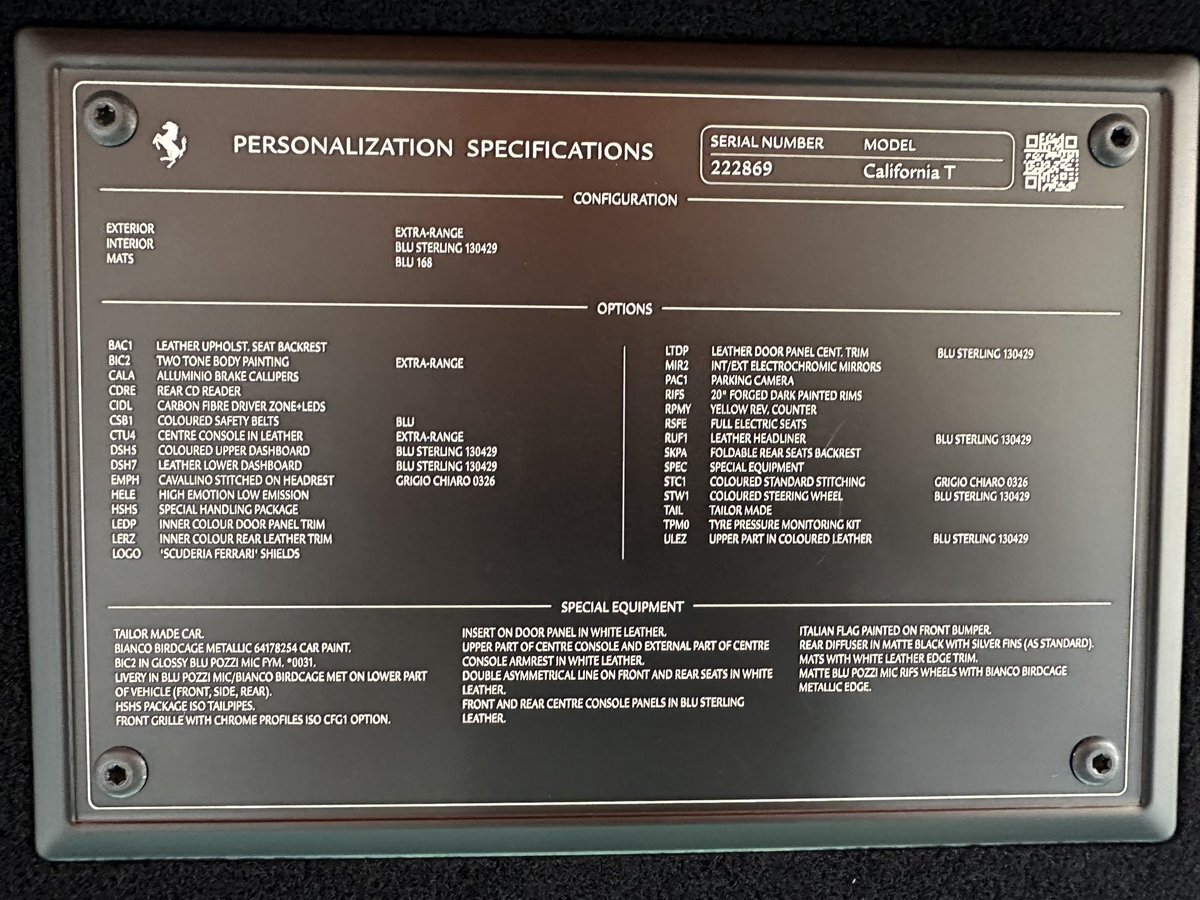 PERSONALIZATION SPECIFICATIONS
SERIAL NUMBER MODEL
222869 California T
CONFIGURATION
EXTERIOR EXTRA-RANGE
INTERIOR BLU STERLING 130429
MATS BLU 168
OPTIONS
BAC1 LEATHER UPHOLST. SEAT BACKREST
BIC2 TWO TONE BODY PAINTING EXTRA-RANGE
CALA ALLUMINIO BRAKE CALLIPERS
CDRE REAR CD READER
CIDL CARBON FIBRE DRIVER ZONE+LEDS
CSB1 COLOURED SAFETY BELTS BLU
CTU4 CENTRE CONSOLE IN LEATHER EXTRA-RANGE
DSH5 COLOURED UPPER DASHBOARD BLU STERLING 130429
DSH7 LEATHER LOWER DASHBOARD BLU STERLING 130429
EMPH CAVALLINO STITCHED ON HEADREST GRIGIO CHIARO 0326
HELE HIGH EMOTION LOW EMISSION
HSHS SPECIAL HANDLING PACKAGE
LEDP INNER COLOUR DOOR PANEL TRIM
LERZ INNER COLOUR REAR LEATHER TRIM
LOGO 'SCUDERIA FERRARI' SHIELDS
LTDP LEATHER DOOR PANEL CENT. TRIM BLU STERLING 130429
MIR2 INT/EXT ELECTROCHROMIC MIRRORS
PAC1 PARKING CAMERA
RIFS 20" FORGED DARK PAINTED RIMS
RPMY YELLOW REV. COUNTER
RSFE FULL ELECTRIC SEATS
RUF1 LEATHER HEADLINER BLU STERLING 130429
SKPA FOLDABLE REAR SEATS BACKREST
SPEC SPECIAL EQUIPMENT
STC1 COLOURED STANDARD STITCHING GRIGIO CHIARO 0326
STW1 COLOURED STEERING WHEEL BLU STERLING 130429
TAIL TAILOR MADE
TPM0 TYRE PRESSURE MONITORING KIT
ULEZ UPPER PART IN COLOURED LEATHER BLU STERLING 130429
SPECIAL EQUIPMENT
TAILOR MADE CAR.
BIANCO BIRDCAGE METALLIC 64178254 CAR PAINT.
BIC2 IN GLOSSY BLU POZZI MIC FYM. *0031.
LIVERY IN BLU POZZI MIC/BIANCO BIRDCAGE MET ON LOWER PART
OF VEHICLE (FRONT, SIDE, REAR).
HSHS PACKAGE ISO TAILPIPES.
FRONT GRILLE WITH CHROME PROFILES ISO CFG1 OPTION.
INSERT ON DOOR PANEL IN WHITE LEATHER.
UPPER PART OF CENTRE CONSOLE AND EXTERNAL PART OF CENTRE
CONSOLE ARMREST IN WHITE LEATHER.
DOUBLE ASYMMETRICAL LINE ON FRONT AND REAR SEATS IN WHITE
LEATHER.
FRONT AND REAR CENTRE CONSOLE PANELS IN BLU STERLING
LEATHER.
ITALIAN FLAG PAINTED ON FRONT BUMPER.
REAR DIFFUSER IN MATTE BLACK WITH SILVER FINS (AS STANDARD).
MATS WITH WHITE LEATHER EDGE TRIM.
MATTE BLU POZZI MIC RIFS WHEELS WITH BIANCO BIRDCAGE
METALLIC EDGE.